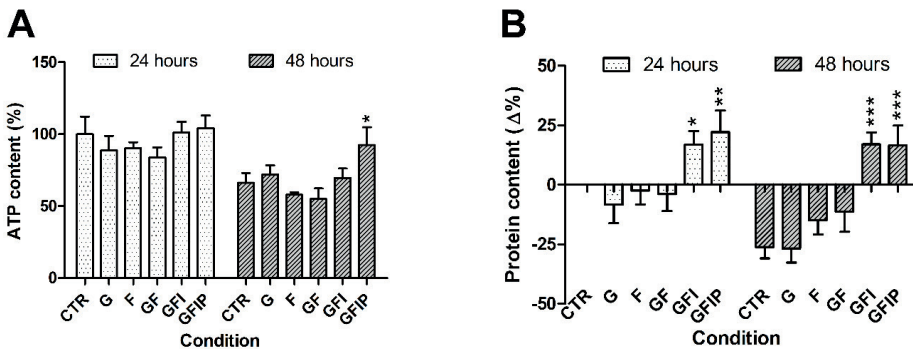 A
24 hours
48 hours
ATP content (%)
150
100
50
0
*
CTR
G
F
GF
GFI
GFIP
CTR
G
F
GF
GFI
GFIP
Condition
B
24 hours
48 hours
Protein content (Δ%)
50
25
0
-25
-50
*
**
***
***
CTR
G
F
GF
GFI
GFIP
CTR
G
F
GF
GFI
GFIP
Condition